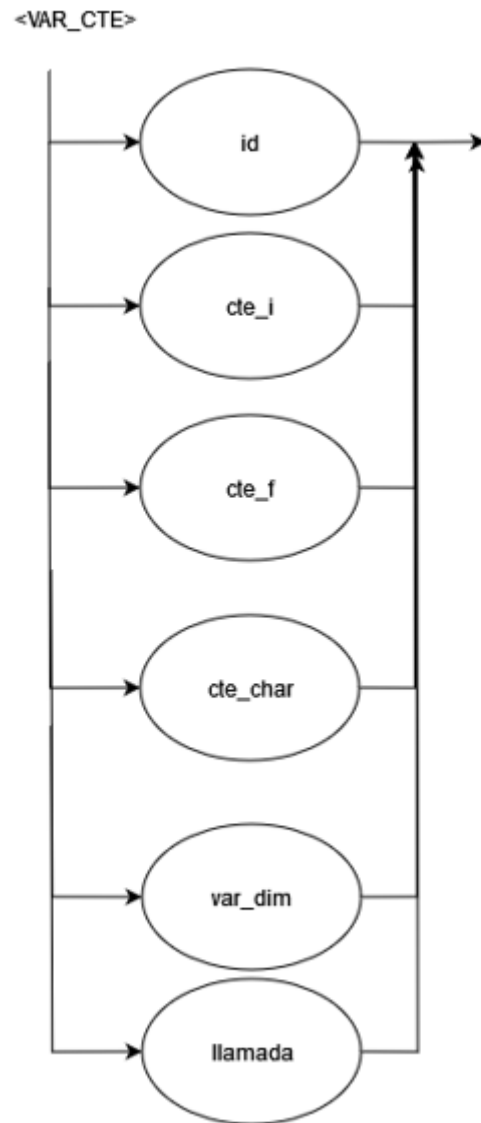 <VAR_CTE>
id
cte_i
cte_f
cte_char
var_dim
llamada